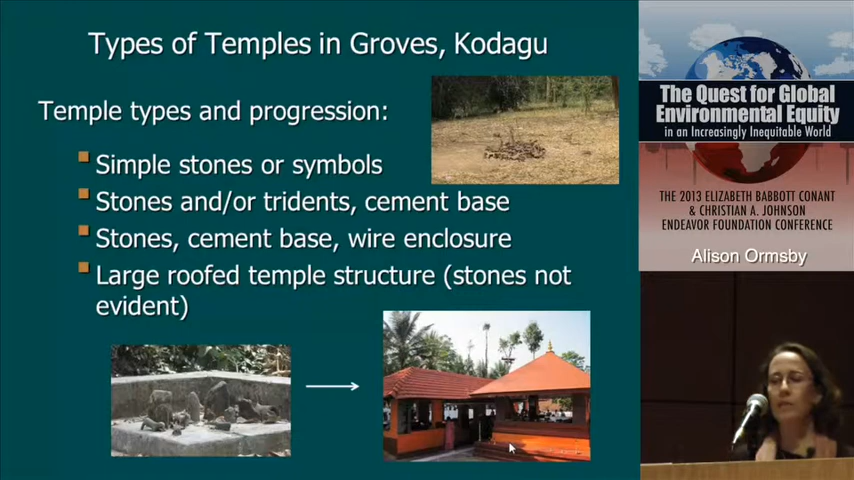 Types of Temples in Groves, Kodagu
Temple types and progression:
Simple stones or symbols
Stones and/or tridents, cement base
Stones, cement base, wire enclosure
Large roofed temple structure (stones not
evident)
The Quest for Global
Environmental Equity
in an Increasingly Inequitable World
THE 2013 ELIZABETH BABBOTT CONANT
& CHRISTIAN A. JOHNSON
ENDEAVOR FOUNDATION CONFERENCE
Alison Ormsby